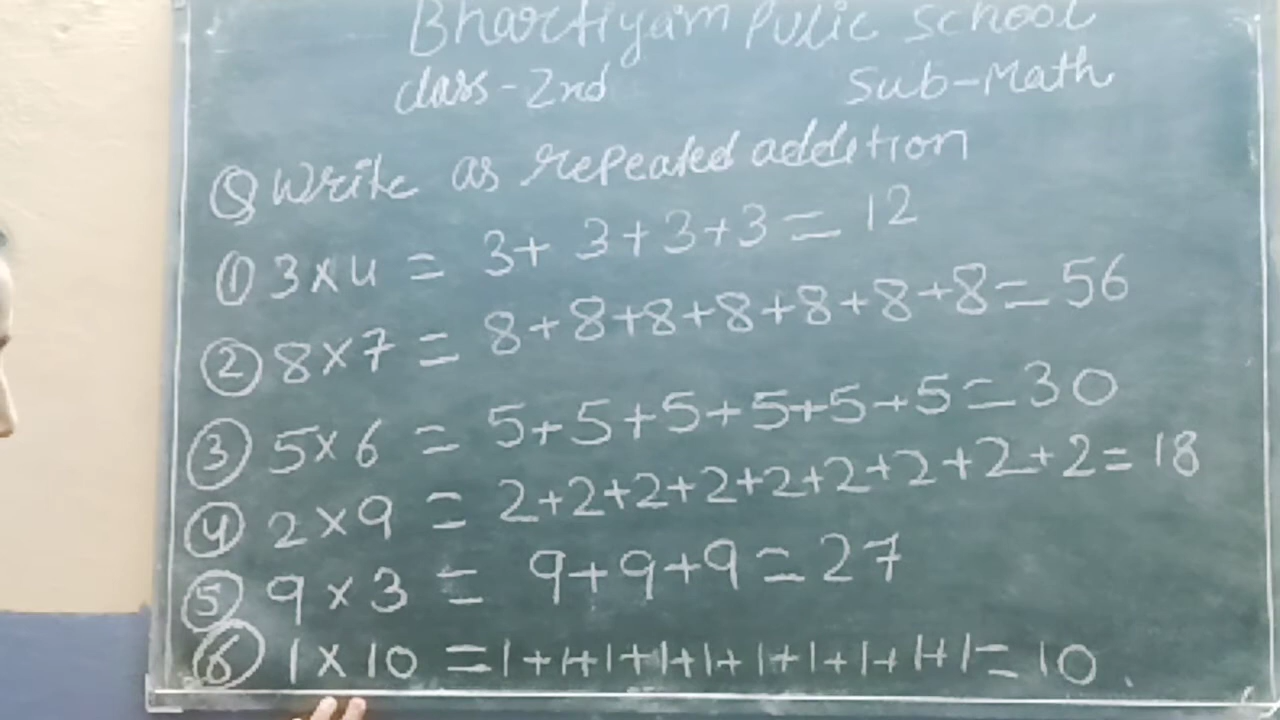 Bhartiyam Pulic School
class-2nd Sub-Math
Q Write as repeated addition
① 3×4 = 3+ 3+3+3= 12
② 8×7 = 8+8+8+8+8+8+8=56
③ 5×6 = 5+5+5+5+5+5=30
④ 2×9 = 2+2+2+2+2+2+2+2+2=18
⑤ 9×3 = 9+9+9=27
⑥ 1×10 =1+1+1+1+1+1+1+1+1+1=10.